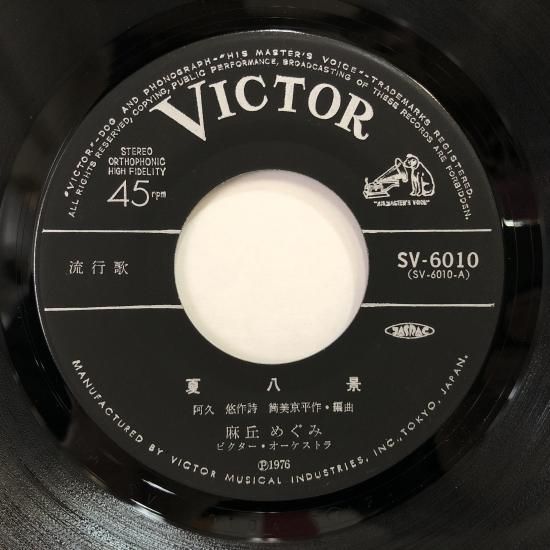 "VICTOR"—DOG AND PHONOGRAPH—"HIS MASTER'S VOICE"—TRADEMARKS REGISTERED.
ALL RIGHTS RESERVED, COPYING, PUBLIC PERFORMANCE, BROADCASTING OF THESE RECORDS ARE FORBIDDEN.
VICTOR
STEREO
ORTHOPHONIC
HIGH FIDELITY
45 rpm
"HIS MASTER'S VOICE"
流行歌
SV-6010
(SV-6010-A)
JASRAC
夏八景
阿久 悠作詩 筒美京平作・編曲
麻丘 めぐみ
ビクター・オーケストラ
Ⓟ1976
MANUFACTURED BY VICTOR MUSICAL INDUSTRIES, INC., TOKYO, JAPAN.